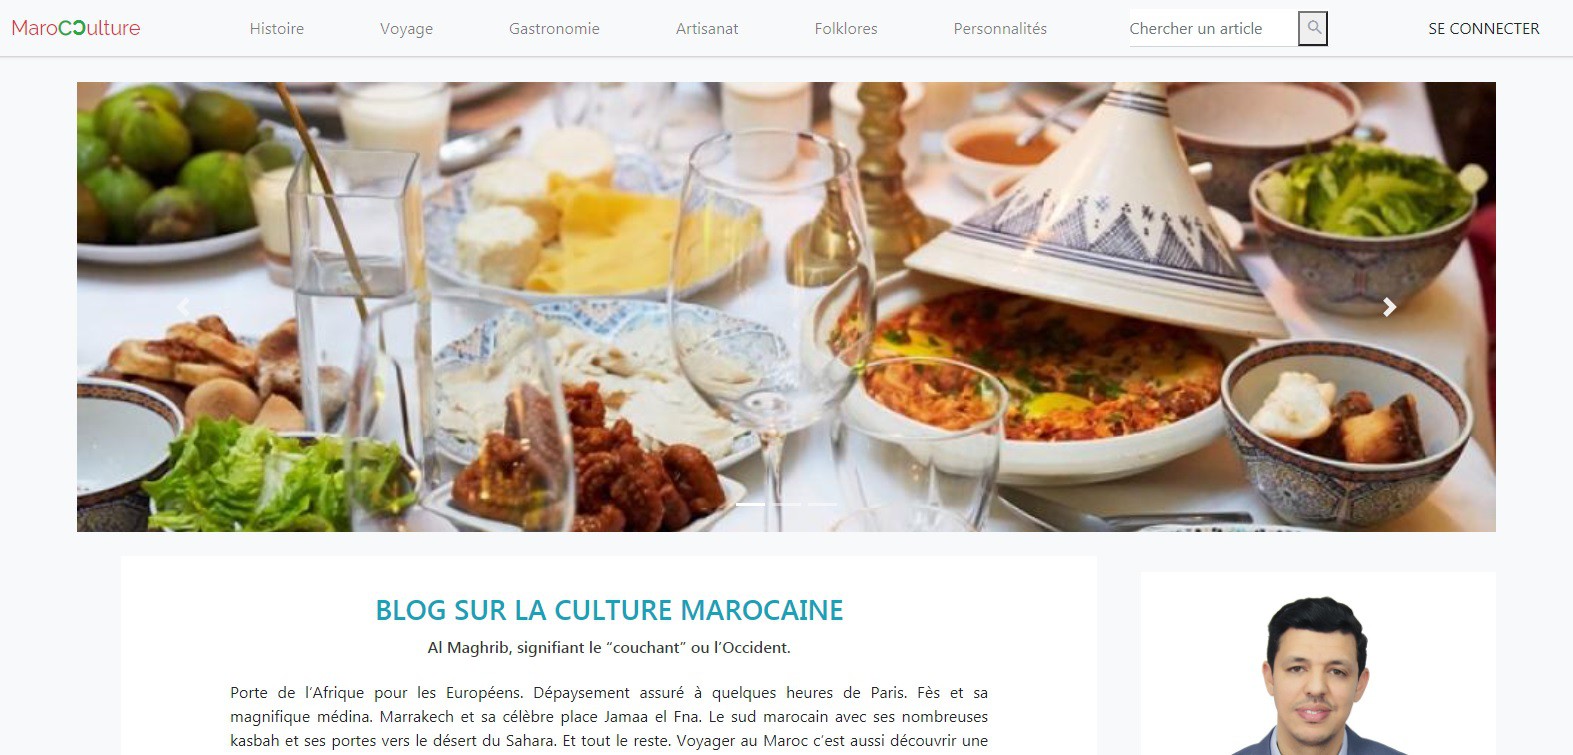 MaroCCulture Histoire Voyage Gastronomie Artisanat Folklores Personnalités Chercher un article SE CONNECTER
BLOG SUR LA CULTURE MAROCAINE
Al Maghrib, signifiant le “couchant” ou l’Occident.
Porte de l’Afrique pour les Européens. Dépaysement assuré à quelques heures de Paris. Fès et sa
magnifique médina. Marrakech et sa célèbre place Jamaa el Fna. Le sud marocain avec ses nombreuses
kasbah et ses portes vers le désert du Sahara. Et tout le reste. Voyager au Maroc c’est aussi découvrir une